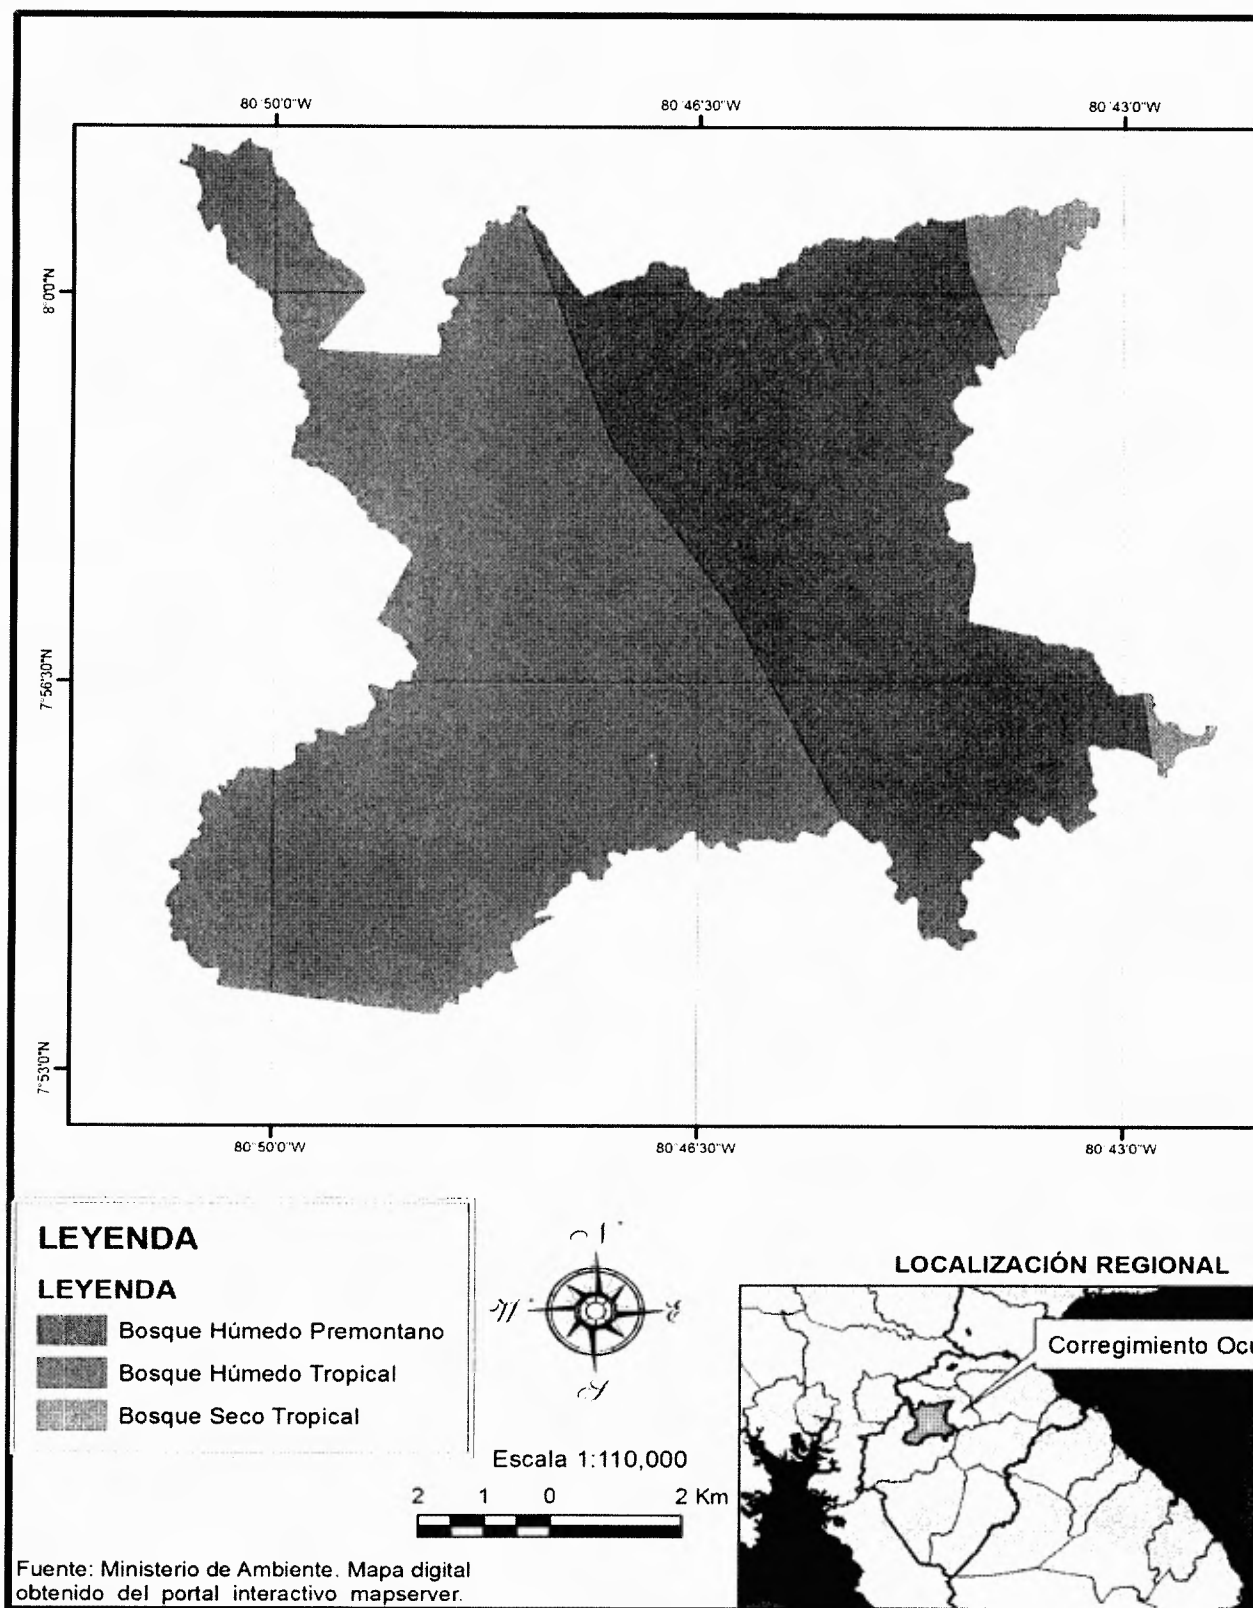 80°50'0"W 80°46'30"W 80°43'0"W
8°0'0"N
7°56'30"N
7°53'0"N
80°50'0"W 80°46'30"W 80°43'0"W
LEYENDA
LEYENDA
Bosque Húmedo Premontano
Bosque Húmedo Tropical
Bosque Seco Tropical
N
W E
S
Escala 1:110,000
2 1 0 2 Km
Fuente: Ministerio de Ambiente. Mapa digital
obtenido del portal interactivo mapserver.
LOCALIZACIÓN REGIONAL
Corregimiento Ocú